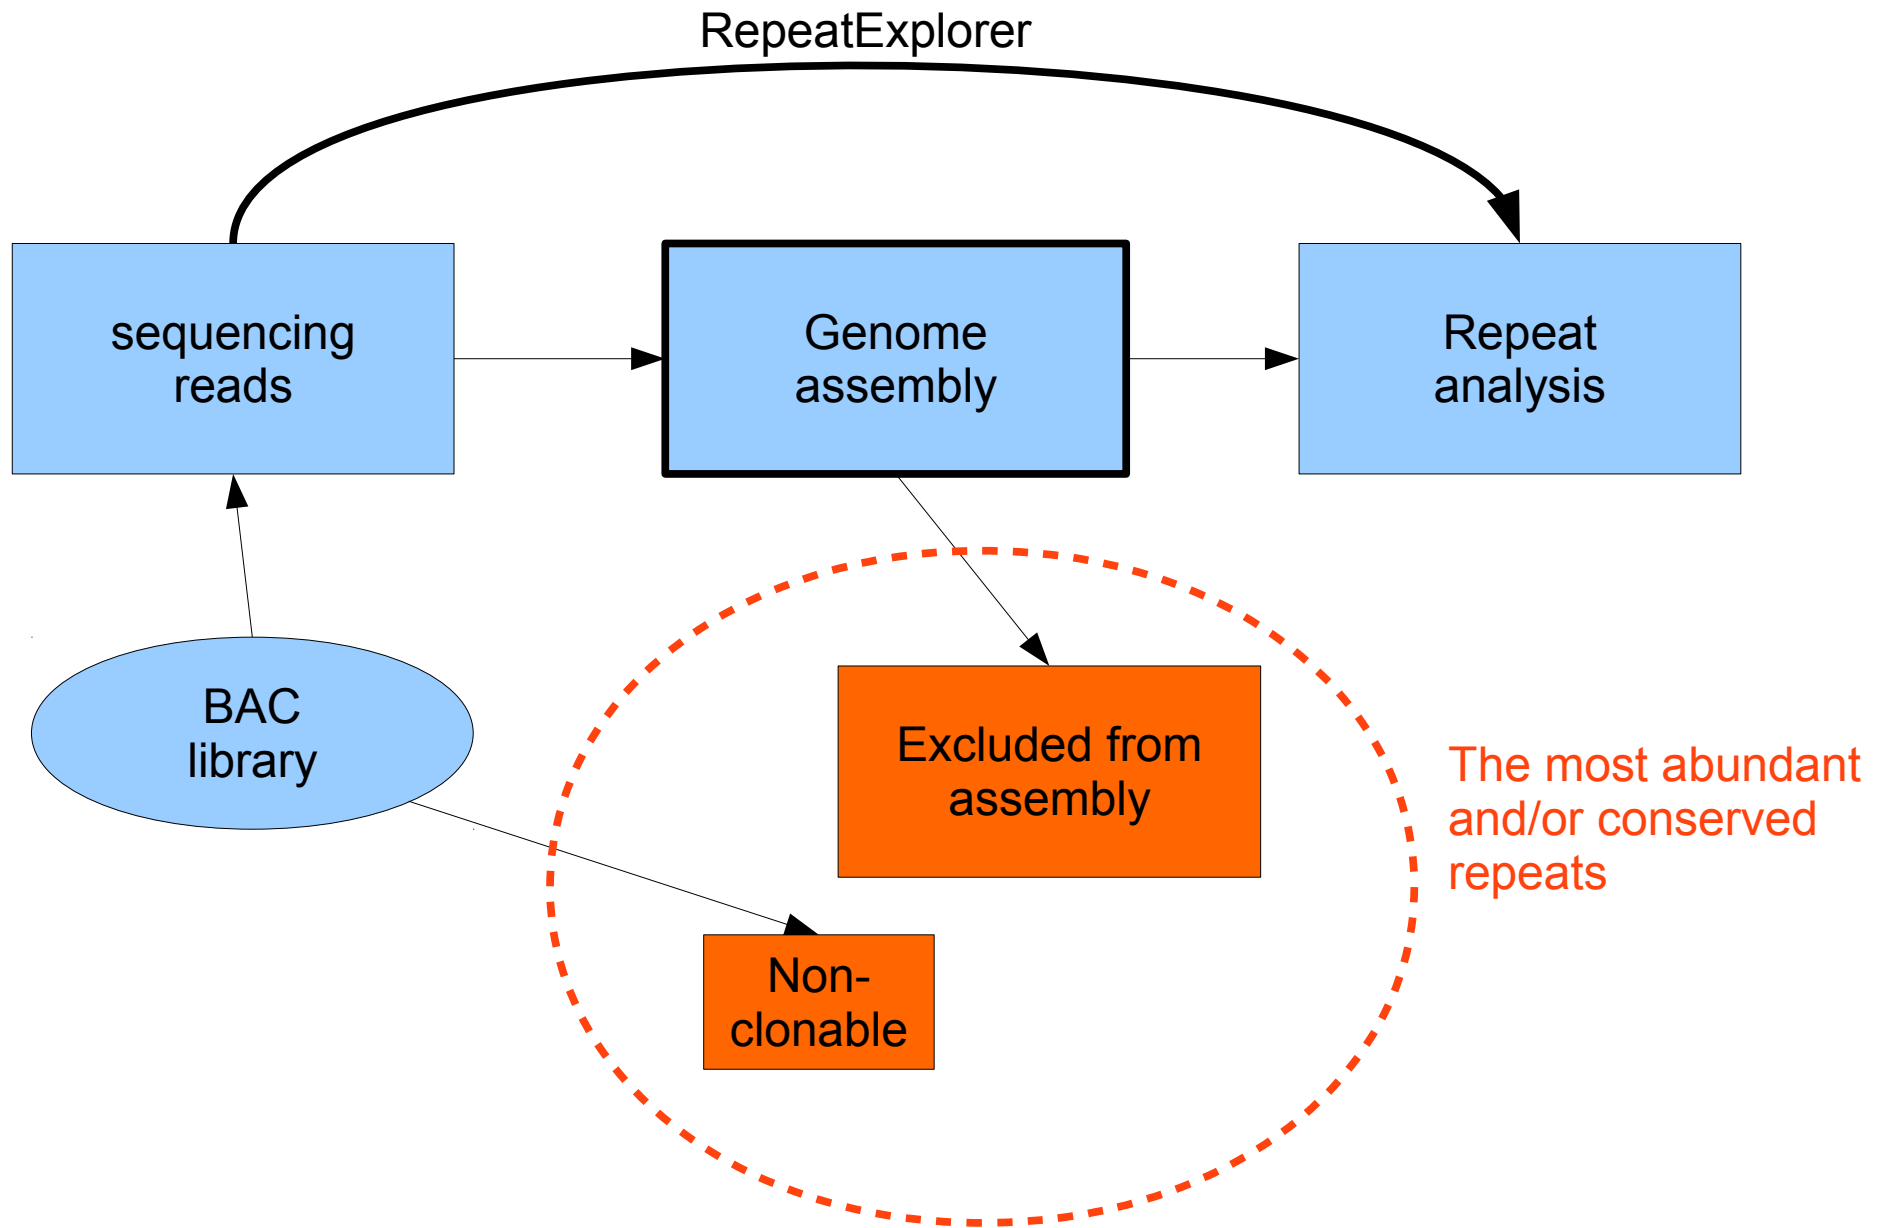 RepeatExplorer
sequencing
reads
Genome
assembly
Repeat
analysis
BAC
library
Excluded from
assembly
The most abundant
and/or conserved
repeats
Non-
clonable